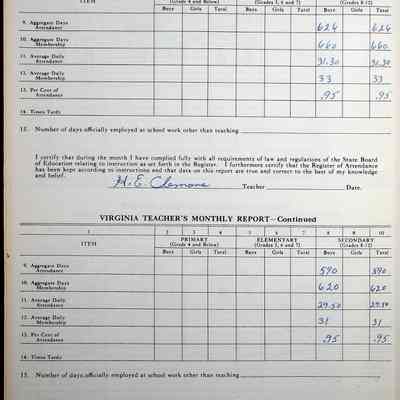 ITEM (Grade 4 and Below) (Grades 5, 6 and 7) (Grades 8-12)
Boys Girls Total Boys Girls Total Boys Girls Total
9. Aggregate Days Attendance 626 626
10. Aggregate Days Membership 660 660
11. Average Daily Attendance 31.30 31.30
12. Average Daily Membership 33 33
13. Per Cent of Attendance .95 .95
14. Times Tardy
15. Number of days officially employed at school work other than teaching
I certify that during the month I have complied fully with all requirements of law and regulations of the State Board
of Education relating to instruction as set forth in the Register. I furthermore certify that the Register of Attendance
has been kept according to instructions and that data on this report are true and correct to the best of my knowledge
and belief.
H.E. Clemons Teacher Date.
VIRGINIA TEACHER'S MONTHLY REPORT—Continued
1 2 3 4 5 6 7 8 9 10
ITEM PRIMARY (Grade 4 and Below) ELEMENTARY (Grades 5, 6 and 7) SECONDARY (Grades 8-12)
Boys Girls Total Boys Girls Total Boys Girls Total
9. Aggregate Days Attendance 590 590
10. Aggregate Days Membership 620 620
11. Average Daily Attendance 29.50 29.50
12. Average Daily Membership 31 31
13. Per Cent of Attendance .95 .95
14. Times Tardy
15. Number of days officially employed at school work other than teaching